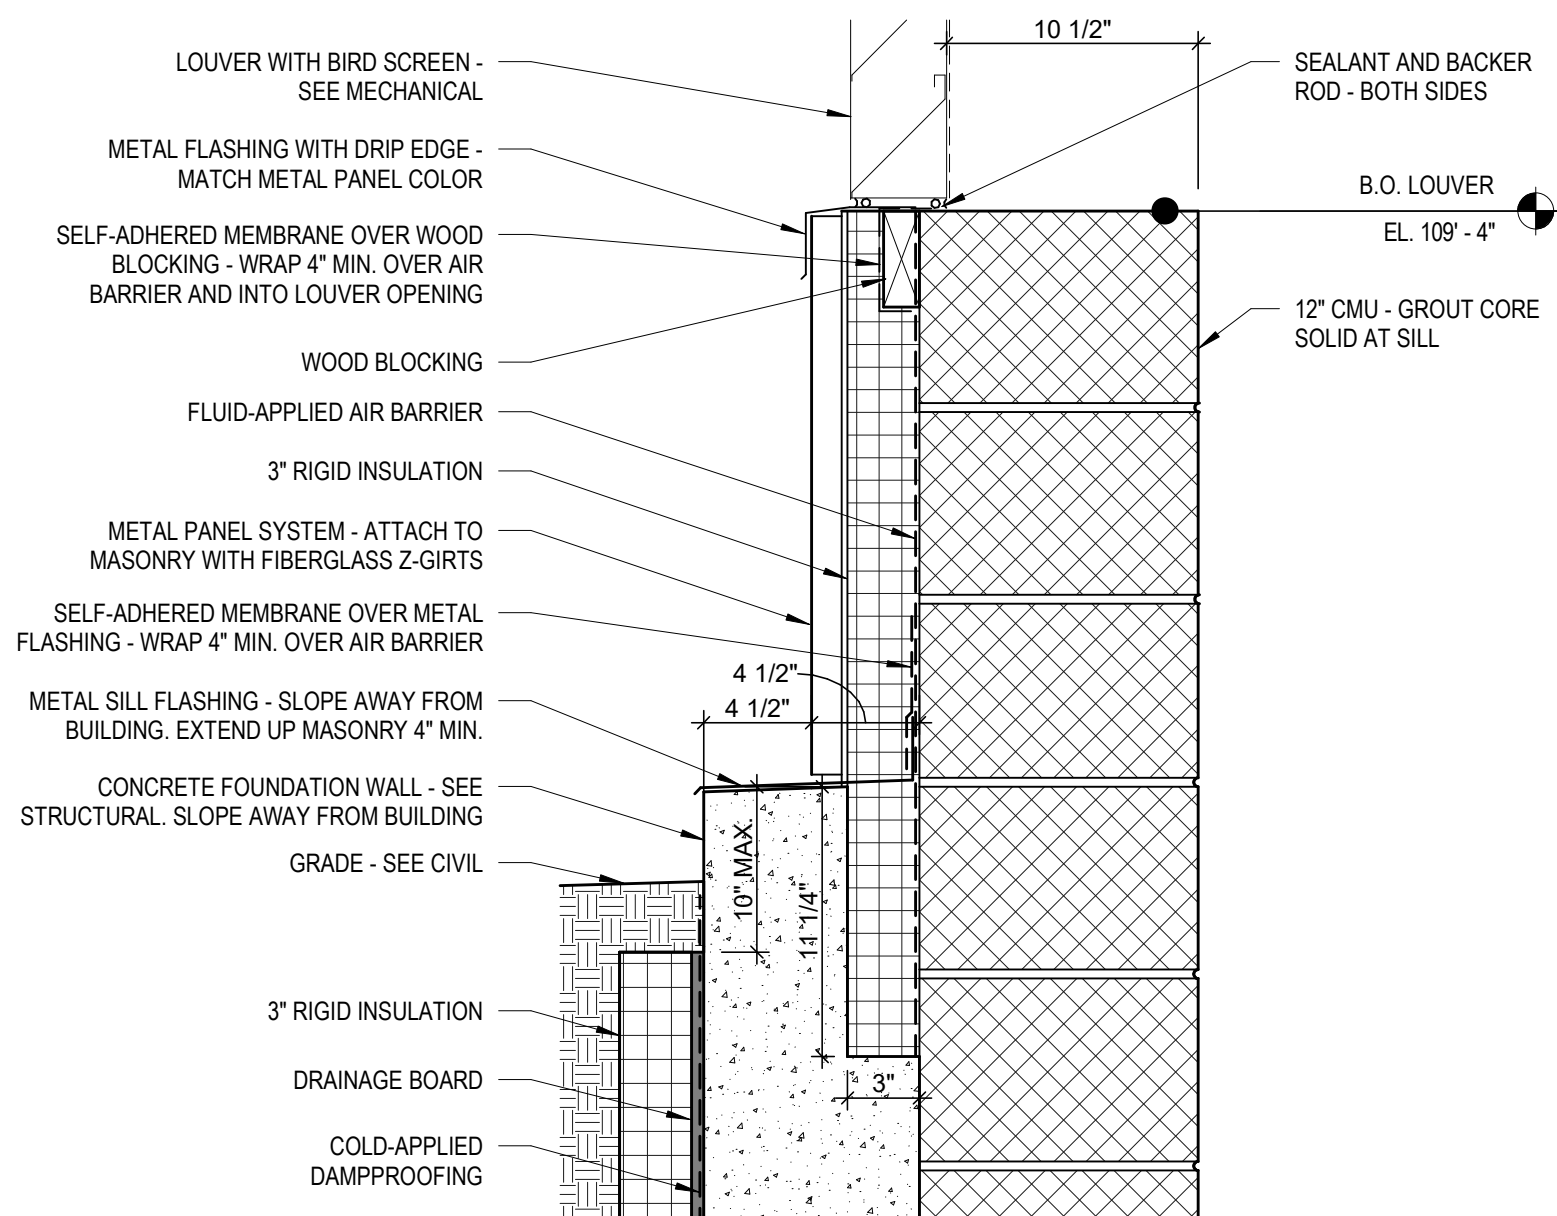 LOUVER WITH BIRD SCREEN -
SEE MECHANICAL
METAL FLASHING WITH DRIP EDGE -
MATCH METAL PANEL COLOR
SELF-ADHERED MEMBRANE OVER WOOD
BLOCKING - WRAP 4" MIN. OVER AIR
BARRIER AND INTO LOUVER OPENING
WOOD BLOCKING
FLUID-APPLIED AIR BARRIER
3" RIGID INSULATION
METAL PANEL SYSTEM - ATTACH TO
MASONRY WITH FIBERGLASS Z-GIRTS
SELF-ADHERED MEMBRANE OVER METAL
FLASHING - WRAP 4" MIN. OVER AIR BARRIER
METAL SILL FLASHING - SLOPE AWAY FROM
BUILDING. EXTEND UP MASONRY 4" MIN.
CONCRETE FOUNDATION WALL - SEE
STRUCTURAL. SLOPE AWAY FROM BUILDING
GRADE - SEE CIVIL
3" RIGID INSULATION
DRAINAGE BOARD
COLD-APPLIED
DAMPPROOFING
10 1/2"
4 1/2"
4 1/2"
10" MAX.
11 1/4"
3"
SEALANT AND BACKER
ROD - BOTH SIDES
B.O. LOUVER
EL. 109' - 4"
12" CMU - GROUT CORE
SOLID AT SILL